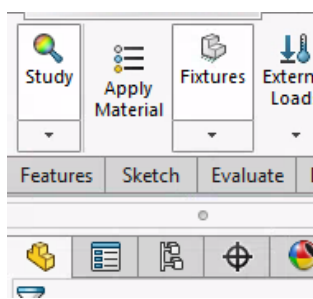 Study
Apply
Material
Fixtures
Extern
Load
Features
Sketch
Evaluate